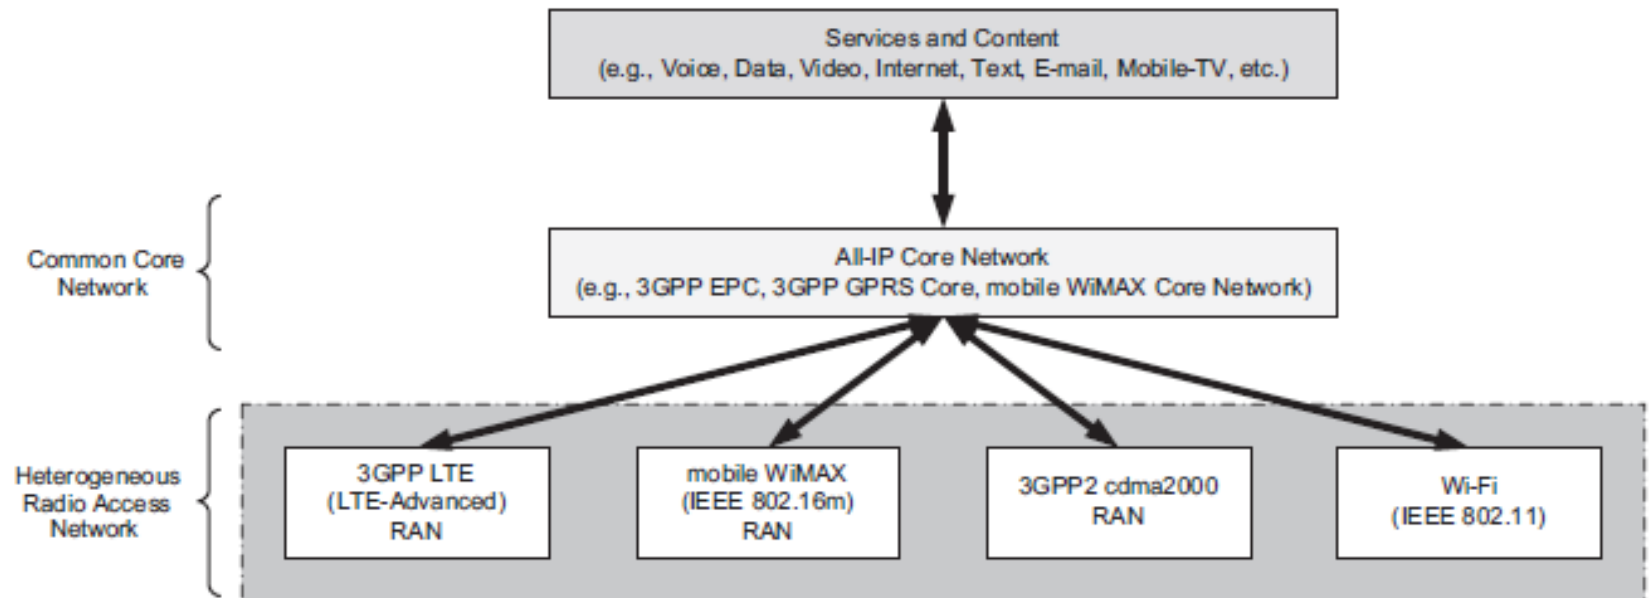 Services and Content
(e.g., Voice, Data, Video, Internet, Text, E-mail, Mobile-TV, etc.)
Common Core
Network
All-IP Core Network
(e.g., 3GPP EPC, 3GPP GPRS Core, mobile WiMAX Core Network)
Heterogeneous
Radio Access
Network
3GPP LTE
(LTE-Advanced)
RAN
mobile WiMAX
(IEEE 802.16m)
RAN
3GPP2 cdma2000
RAN
Wi-Fi
(IEEE 802.11)